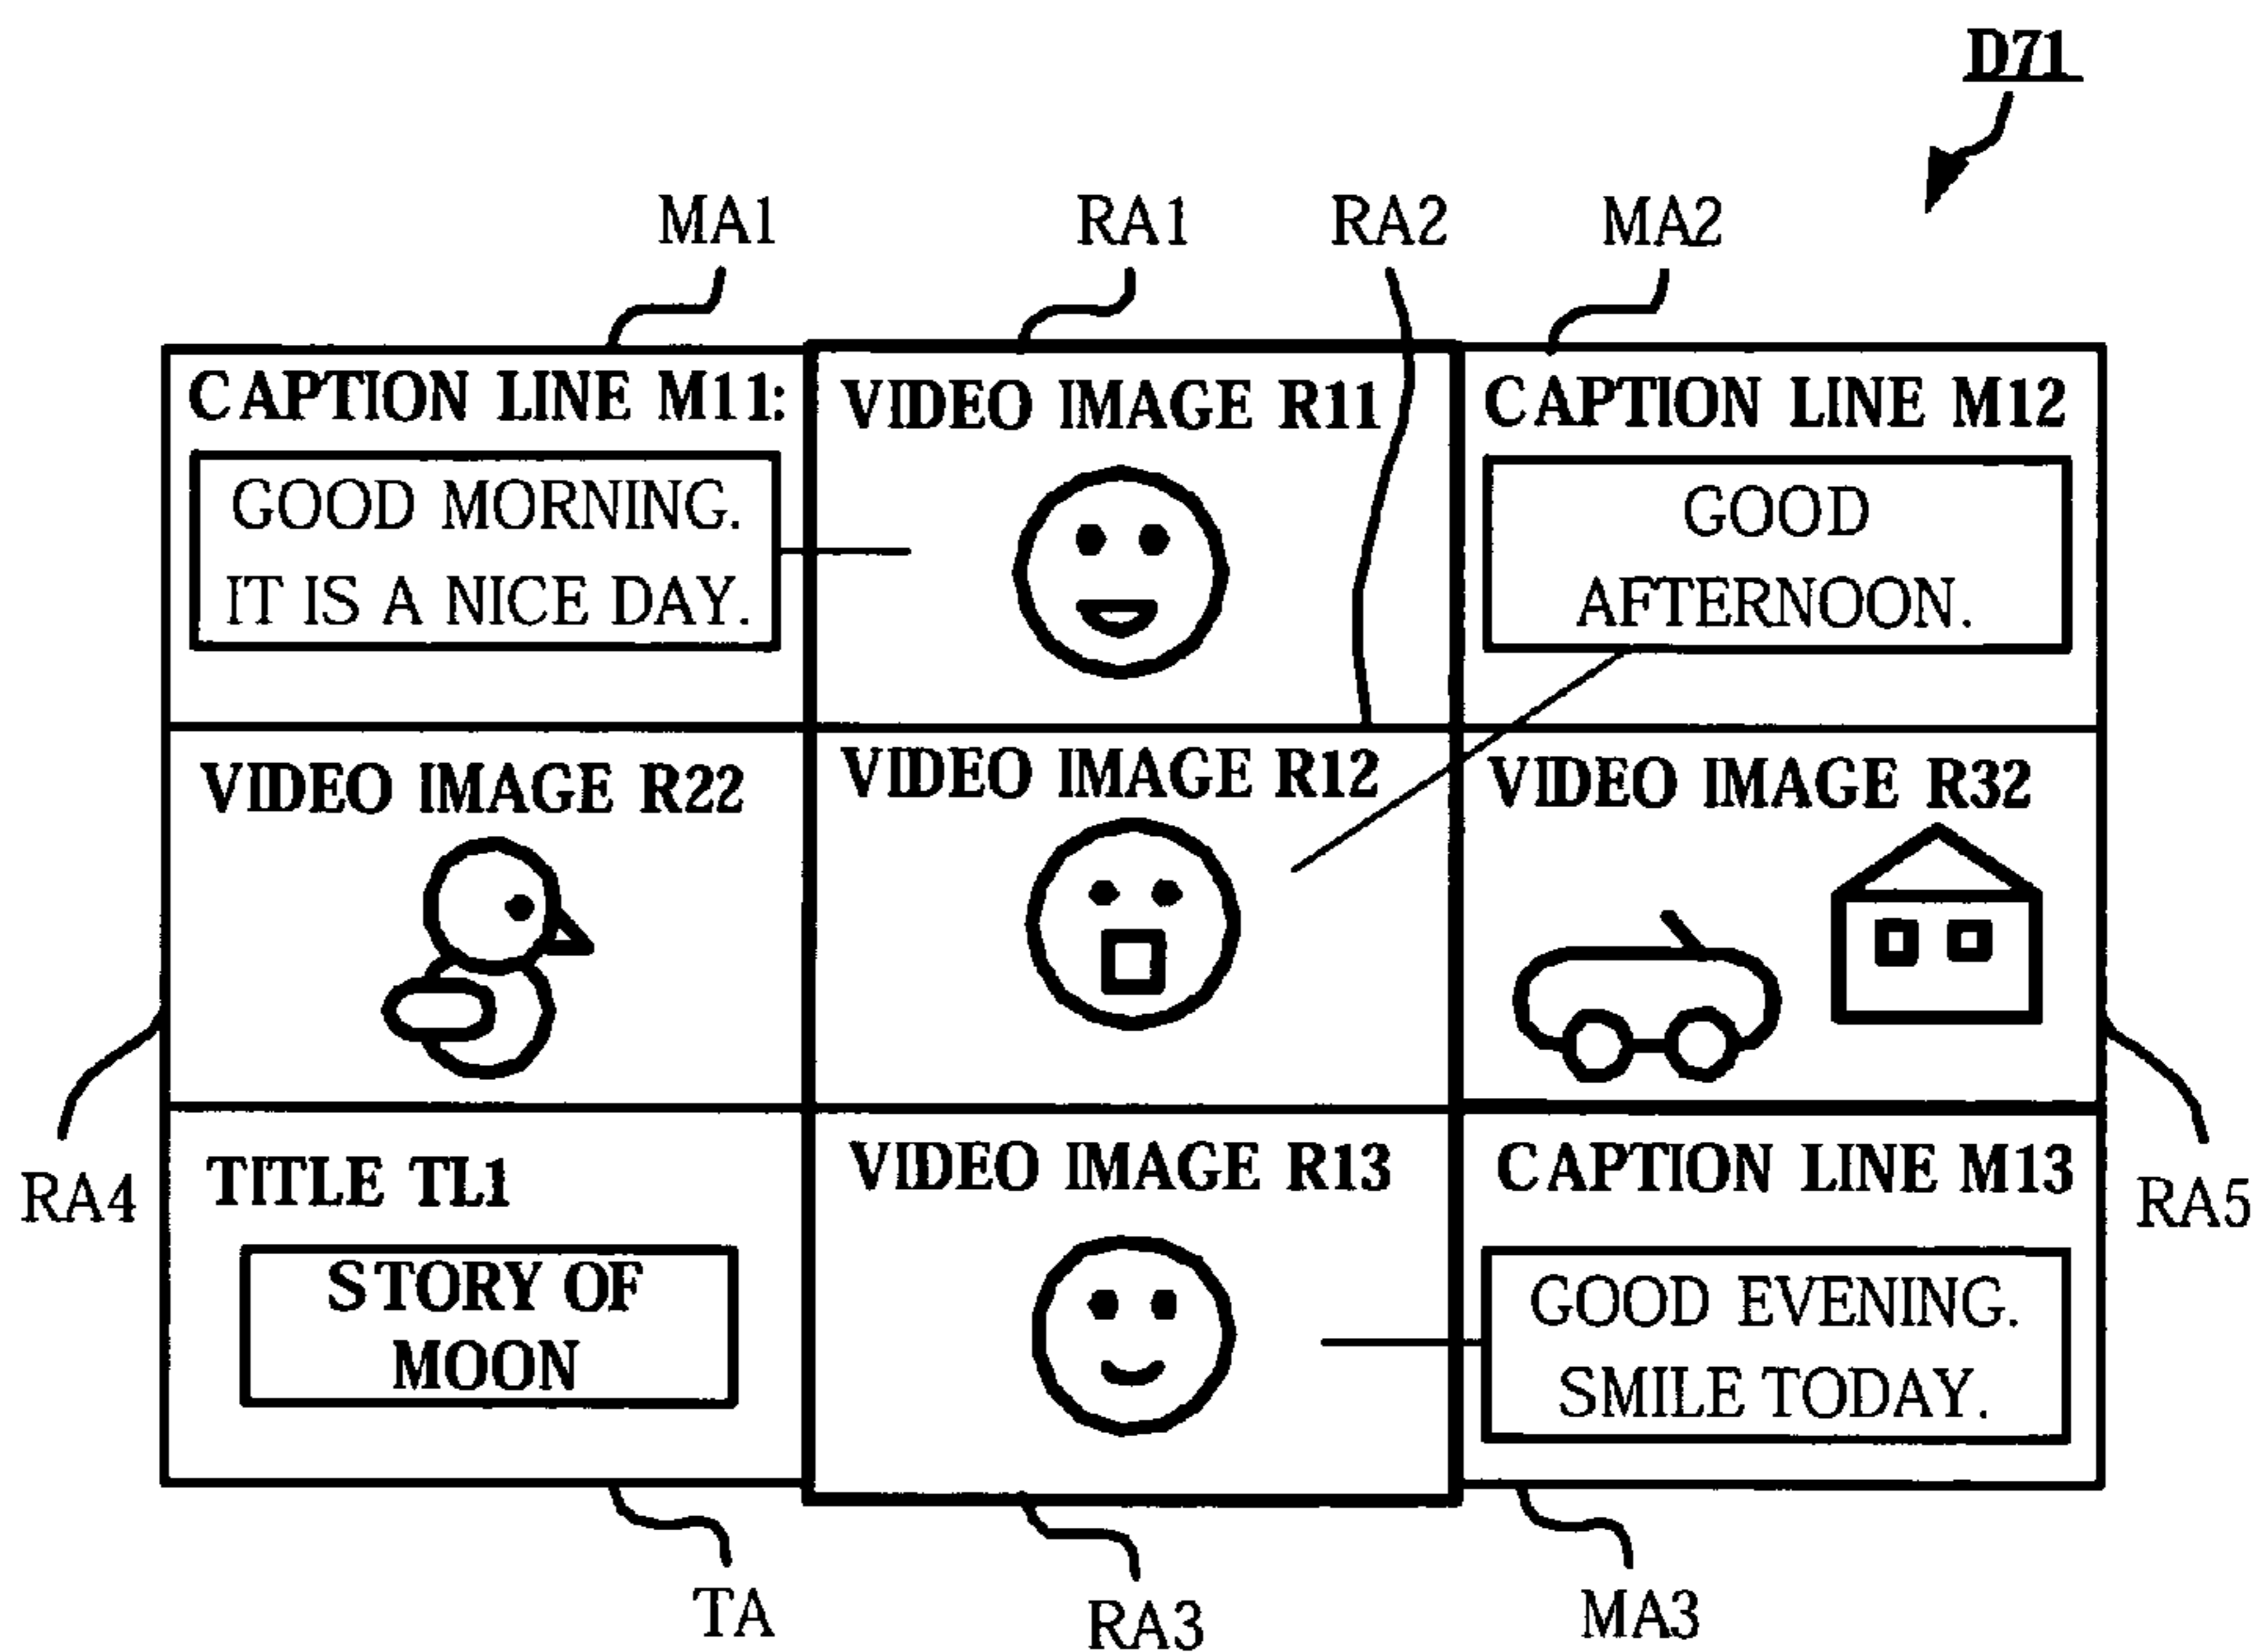 D71
MA1
RA1
RA2
MA2
CAPTION LINE M11:
GOOD MORNING.
IT IS A NICE DAY.
VIDEO IMAGE R11
CAPTION LINE M12
GOOD
AFTERNOON.
VIDEO IMAGE R22
VIDEO IMAGE R12
VIDEO IMAGE R32
RA4
TITLE TL1
STORY OF
MOON
VIDEO IMAGE R13
CAPTION LINE M13
GOOD EVENING.
SMILE TODAY.
RA5
TA
RA3
MA3